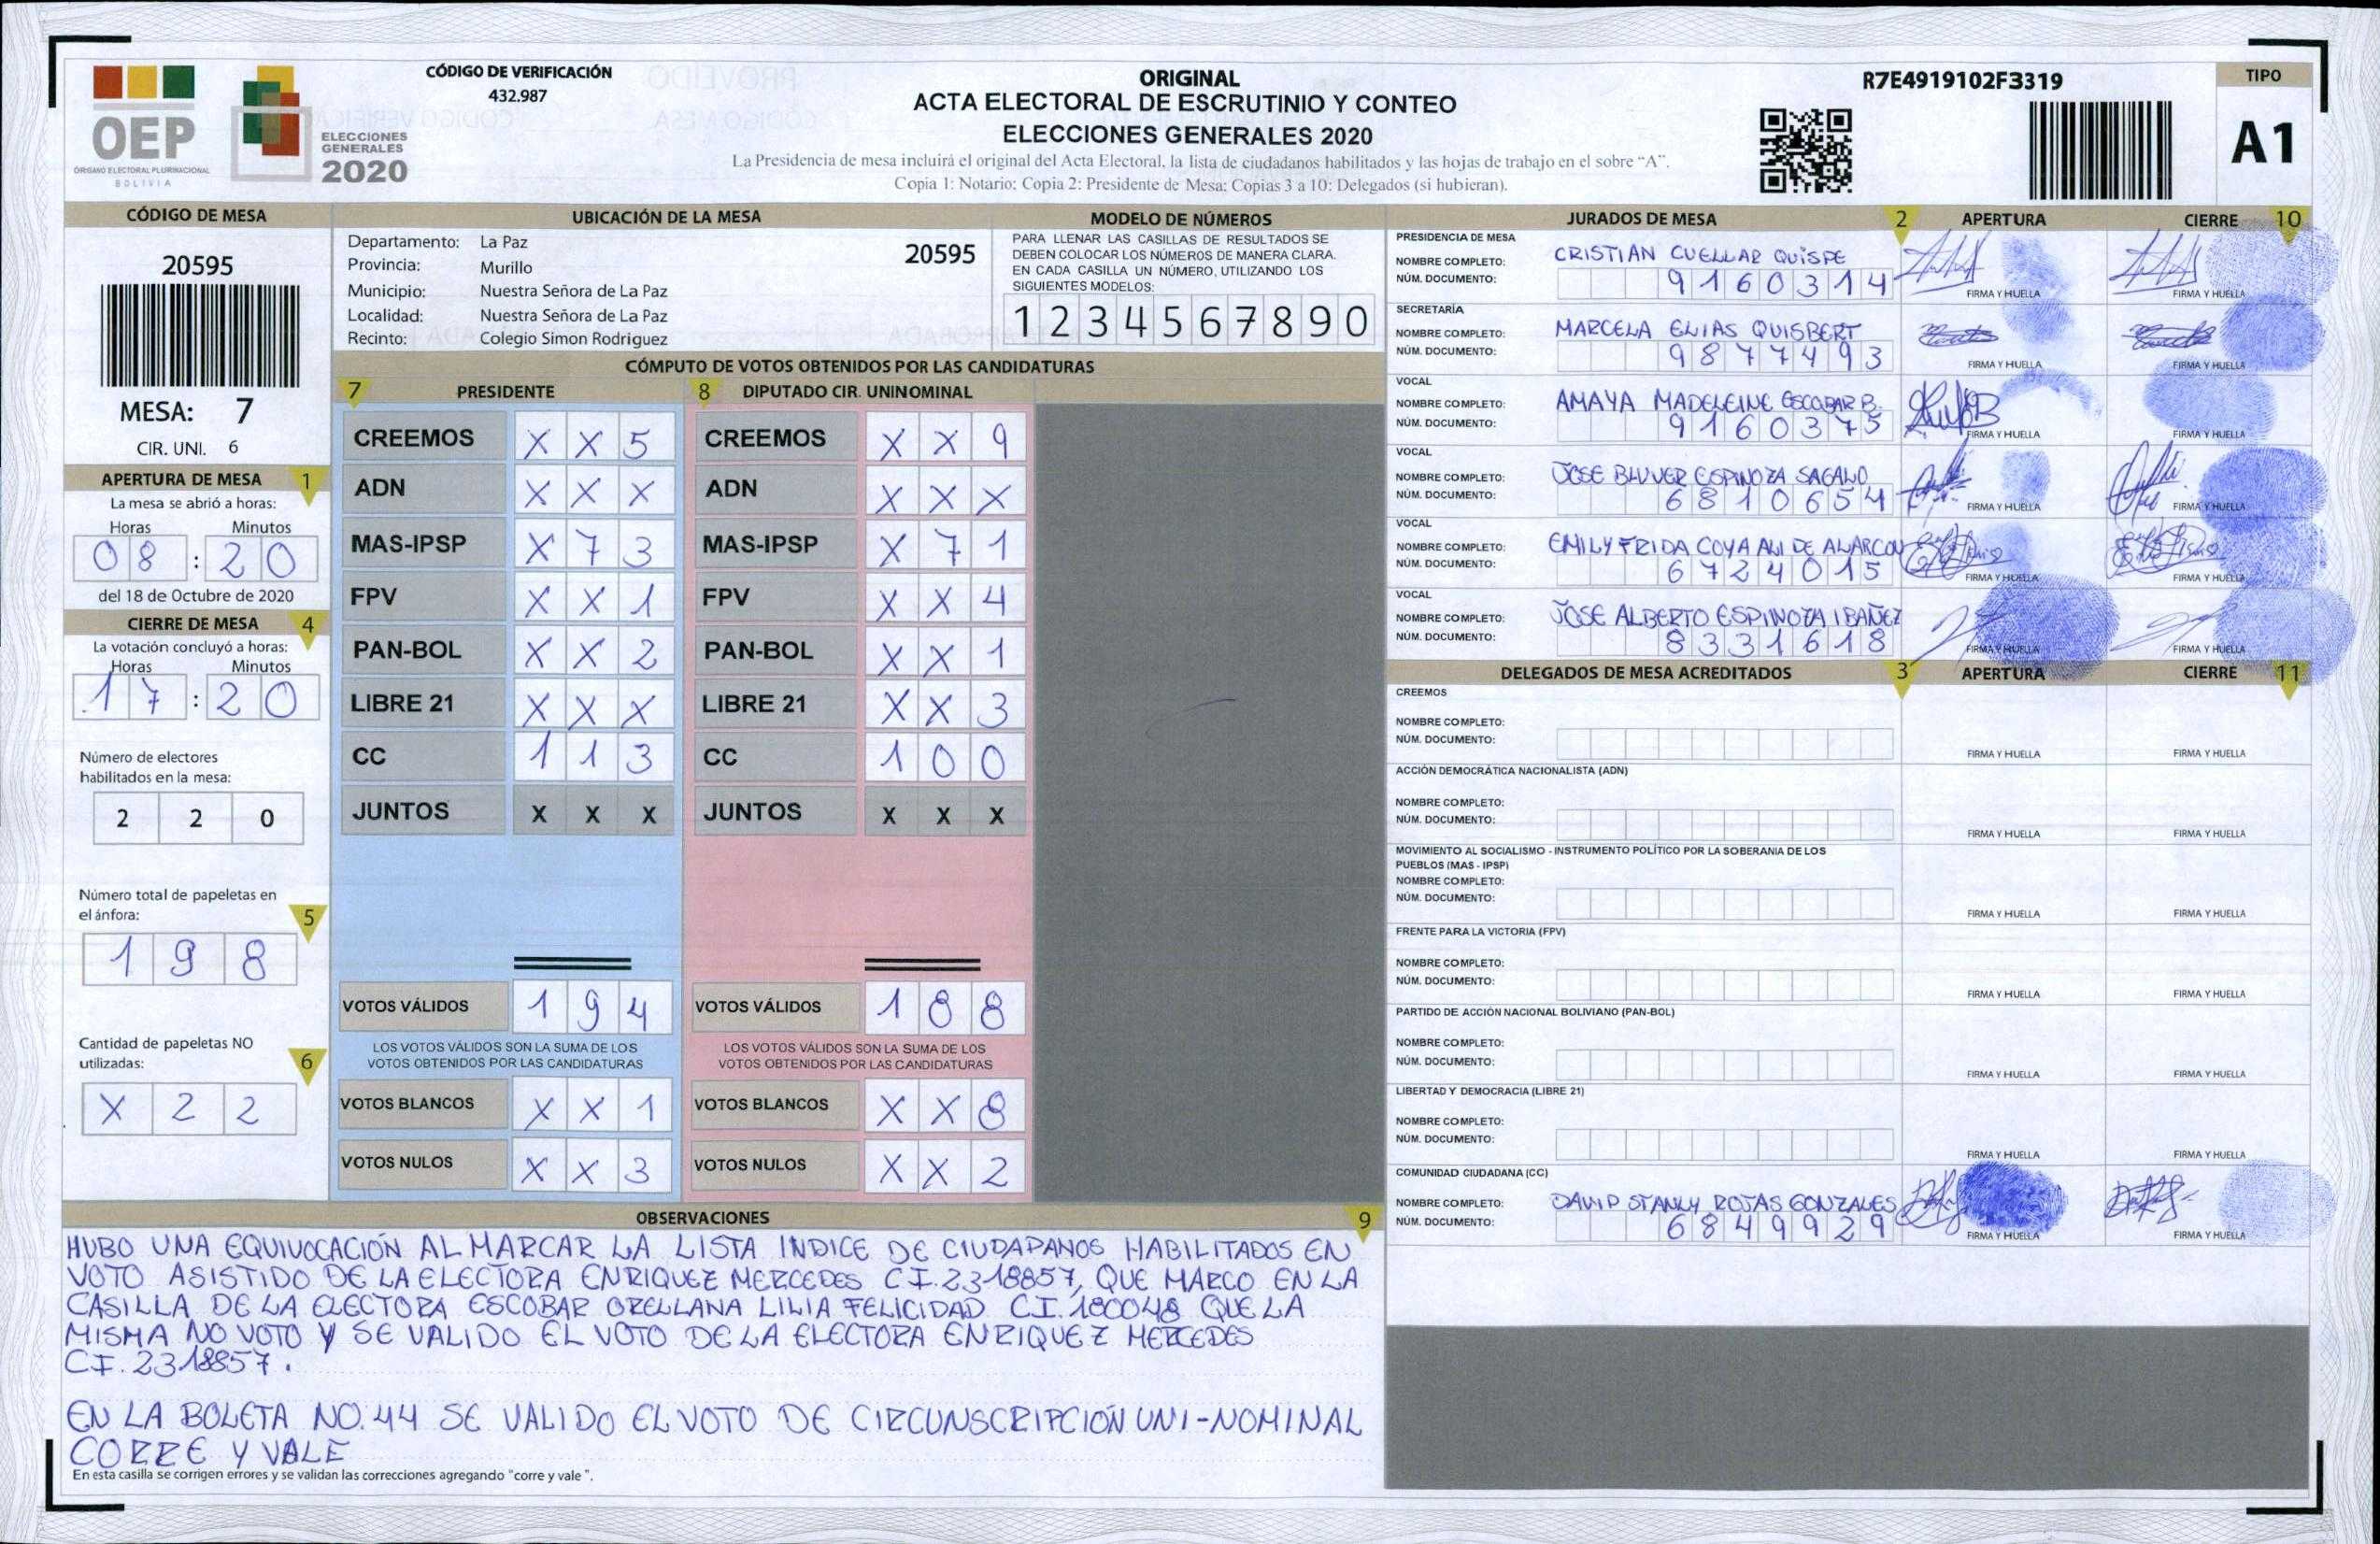 OEP
ÓRGANO ELECTORAL PLURINACIONAL
BOLIVIA
ELECCIONES
GENERALES
2020
CÓDIGO DE VERIFICACIÓN
432.987
ORIGINAL
ACTA ELECTORAL DE ESCRUTINIO Y CONTEO
ELECCIONES GENERALES 2020
La Presidencia de mesa incluirá el original del Acta Electoral, la lista de ciudadanos habilitados y las hojas de trabajo en el sobre “A”.
Copia 1: Notario; Copia 2: Presidente de Mesa; Copias 3 a 10: Delegados (si hubieran).
R7E4919102F3319
TIPO
A1
CÓDIGO DE MESA
20595
MESA: 7
CIR. UNI. 6
APERTURA DE MESA 1
La mesa se abrió a horas:
Horas Minutos
08 : 20
del 18 de Octubre de 2020
CIERRE DE MESA 4
La votación concluyó a horas:
Horas Minutos
17 : 20
Número de electores
habilitados en la mesa:
2 2 0
Número total de papeletas en
el ánfora: 5
1 9 8
Cantidad de papeletas NO
utilizadas: 6
X 2 2
UBICACIÓN DE LA MESA
Departamento: La Paz 20595
Provincia: Murillo
Municipio: Nuestra Señora de La Paz
Localidad: Nuestra Señora de La Paz
Recinto: Colegio Simon Rodriguez
MODELO DE NÚMEROS
PARA LLENAR LAS CASILLAS DE RESULTADOS SE
DEBEN COLOCAR LOS NÚMEROS DE MANERA CLARA.
EN CADA CASILLA UN NÚMERO, UTILIZANDO LOS
SIGUIENTES MODELOS:
1 2 3 4 5 6 7 8 9 0
CÓMPUTO DE VOTOS OBTENIDOS POR LAS CANDIDATURAS
7 PRESIDENTE
CREEMOS X X 5
ADN X X X
MAS-IPSP X 7 3
FPV X X 1
PAN-BOL X X 2
LIBRE 21 X X X
CC 1 1 3
JUNTOS X X X
VOTOS VÁLIDOS 1 9 4
LOS VOTOS VÁLIDOS SON LA SUMA DE LOS
VOTOS OBTENIDOS POR LAS CANDIDATURAS
VOTOS BLANCOS X X 1
VOTOS NULOS X X 3
8 DIPUTADO CIR. UNINOMINAL
CREEMOS X X 9
ADN X X X
MAS-IPSP X 7 1
FPV X X 4
PAN-BOL X X 1
LIBRE 21 X X 3
CC 1 0 0
JUNTOS X X X
VOTOS VÁLIDOS 1 8 8
LOS VOTOS VÁLIDOS SON LA SUMA DE LOS
VOTOS OBTENIDOS POR LAS CANDIDATURAS
VOTOS BLANCOS X X 8
VOTOS NULOS X X 2
OBSERVACIONES 9
HUBO UNA EQUIVOCACIÓN AL MARCAR LA LISTA INDICE DE CIUDADANOS HABILITADOS EN
VOTO ASISTIDO DE LA ELECTORA ENRIQUEZ MERCEDES CI.2318857, QUE MARCO EN LA
CASILLA DE LA ELECTORA ESCOBAR ORELLANA LILIA FELICIDAD CI.180048 QUE LA
MISMA NO VOTO Y SE VALIDO EL VOTO DE LA ELECTORA ENRIQUEZ MERCEDES
CI.2318857.
EN LA BOLETA NO.44 SE VALIDO EL VOTO DE CIRCUNSCRIPCIÓN UNI-NOMINAL
CORRE Y VALE
En esta casilla se corrigen errores y se validan las correcciones agregando "corre y vale ".
JURADOS DE MESA 2 APERTURA CIERRE 10
PRESIDENCIA DE MESA
NOMBRE COMPLETO: CRISTIAN CUELLAR QUISPE
NÚM. DOCUMENTO: 9160314
FIRMA Y HUELLA FIRMA Y HUELLA
SECRETARÍA
NOMBRE COMPLETO: MARCELA ELIAS QUISBERT
NÚM. DOCUMENTO: 9877493
FIRMA Y HUELLA FIRMA Y HUELLA
VOCAL
NOMBRE COMPLETO: AMAYA MADELEINE ESCOBAR B.
NÚM. DOCUMENTO: 9160375
FIRMA Y HUELLA FIRMA Y HUELLA
VOCAL
NOMBRE COMPLETO: JOSE ESPINOZA
NÚM. DOCUMENTO: 6810654
FIRMA Y HUELLA FIRMA Y HUELLA
VOCAL
NOMBRE COMPLETO: EMILY FRIDA COYA ALI DE ALARCON
NÚM. DOCUMENTO: 6724015
FIRMA Y HUELLA FIRMA Y HUELLA
VOCAL
NOMBRE COMPLETO: JOSE ALBERTO ESPINOZA IBAÑEZ
NÚM. DOCUMENTO: 8331618
FIRMA Y HUELLA FIRMA Y HUELLA
DELEGADOS DE MESA ACREDITADOS 3 APERTURA CIERRE 11
CREEMOS
NOMBRE COMPLETO:
NÚM. DOCUMENTO:
FIRMA Y HUELLA FIRMA Y HUELLA
ACCIÓN DEMOCRÁTICA NACIONALISTA (ADN)
NOMBRE COMPLETO:
NÚM. DOCUMENTO:
FIRMA Y HUELLA FIRMA Y HUELLA
MOVIMIENTO AL SOCIALISMO - INSTRUMENTO POLÍTICO POR LA SOBERANIA DE LOS
PUEBLOS (MAS - IPSP)
NOMBRE COMPLETO:
NÚM. DOCUMENTO:
FIRMA Y HUELLA FIRMA Y HUELLA
FRENTE PARA LA VICTORIA (FPV)
NOMBRE COMPLETO:
NÚM. DOCUMENTO:
FIRMA Y HUELLA FIRMA Y HUELLA
PARTIDO DE ACCIÓN NACIONAL BOLIVIANO (PAN-BOL)
NOMBRE COMPLETO:
NÚM. DOCUMENTO:
FIRMA Y HUELLA FIRMA Y HUELLA
LIBERTAD Y DEMOCRACIA (LIBRE 21)
NOMBRE COMPLETO:
NÚM. DOCUMENTO:
FIRMA Y HUELLA FIRMA Y HUELLA
COMUNIDAD CIUDADANA (CC)
NOMBRE COMPLETO: DAVID STANLY ROJAS GONZALES
NÚM. DOCUMENTO: 6849929
FIRMA Y HUELLA FIRMA Y HUELLA